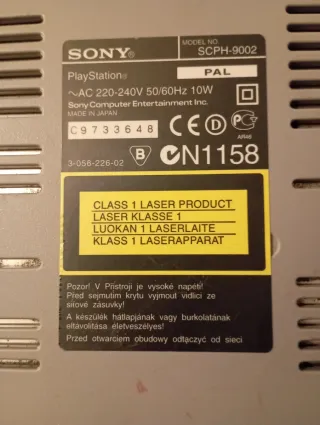 SONY®
MODEL NO. SCPH-9002
PlayStation®
PAL
~AC 220-240V 50/60Hz 10W
Sony Computer Entertainment Inc.
MADE IN JAPAN
C9733648
CE D
3-056-226-02
B
N1158
CLASS 1 LASER PRODUCT
LASER KLASSE 1
LUOKAN 1 LASERLAITE
KLASS 1 LASERAPPARAT
Pozor! V Přístroji je vysoké napětí!
Před sejmutím krytu vyjmout vidlici ze
síťové zásuvky!
A készülék hátlapjának vagy burkolatának
eltávolítása életveszélyes!
Przed otwarciem obudowy odłączyć od sieci